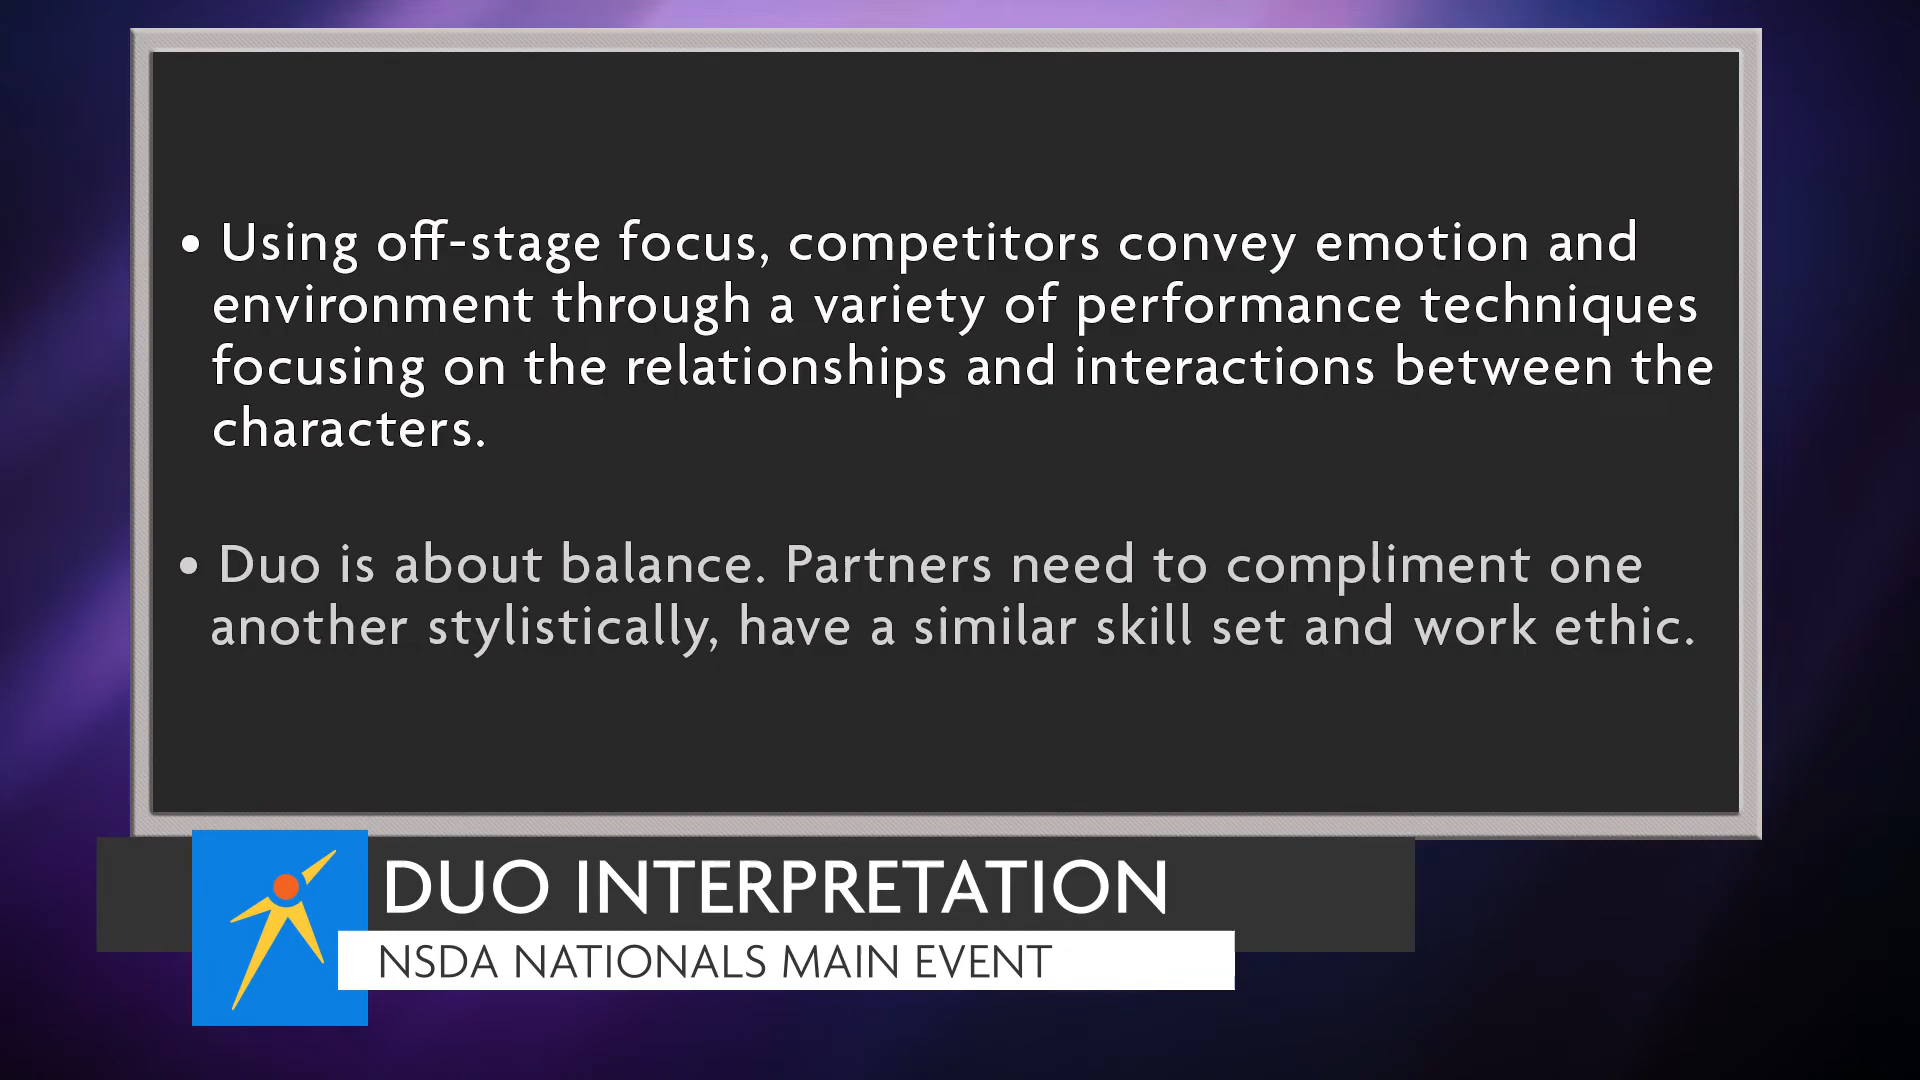 • Using off-stage focus, competitors convey emotion and
environment through a variety of performance techniques
focusing on the relationships and interactions between the
characters.
• Duo is about balance. Partners need to compliment one
another stylistically, have a similar skill set and work ethic.
DUO INTERPRETATION
NSDA NATIONALS MAIN EVENT